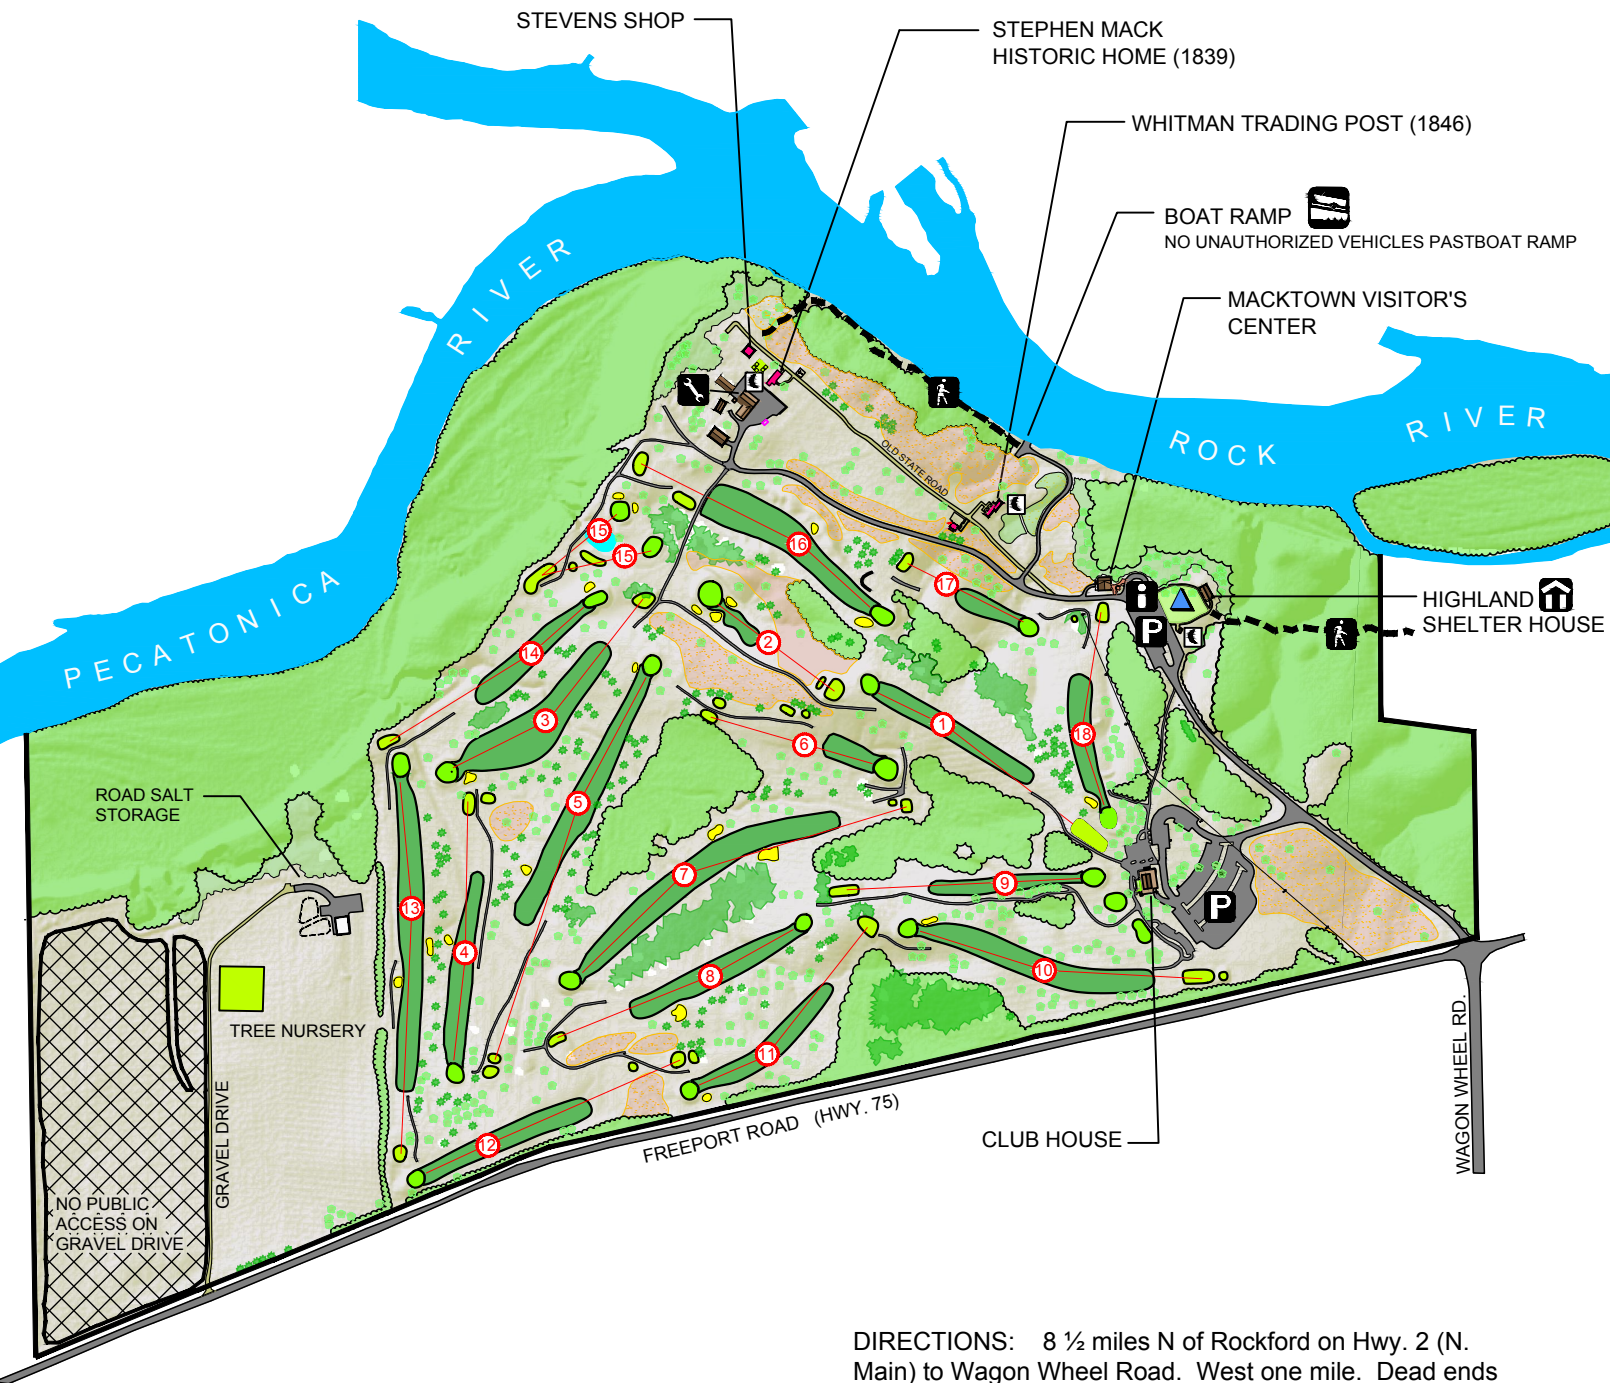 STEVENS SHOP
STEPHEN MACK
HISTORIC HOME (1839)
WHITMAN TRADING POST (1846)
BOAT RAMP
NO UNAUTHORIZED VEHICLES PASTBOAT RAMP
MACKTOWN VISITOR'S
CENTER
PECATONICA RIVER
ROCK RIVER
OLD STATE ROAD
HIGHLAND
SHELTER HOUSE
i
P
P
16
15
15
17
2
14
3
1
6
18
5
7
9
13
4
8
10
11
12
ROAD SALT
STORAGE
TREE NURSERY
GRAVEL DRIVE
NO PUBLIC
ACCESS ON
GRAVEL DRIVE
FREEPORT ROAD (HWY. 75)
CLUB HOUSE
WAGON WHEEL RD.
DIRECTIONS: 8 ½ miles N of Rockford on Hwy. 2 (N.
Main) to Wagon Wheel Road. West one mile. Dead ends